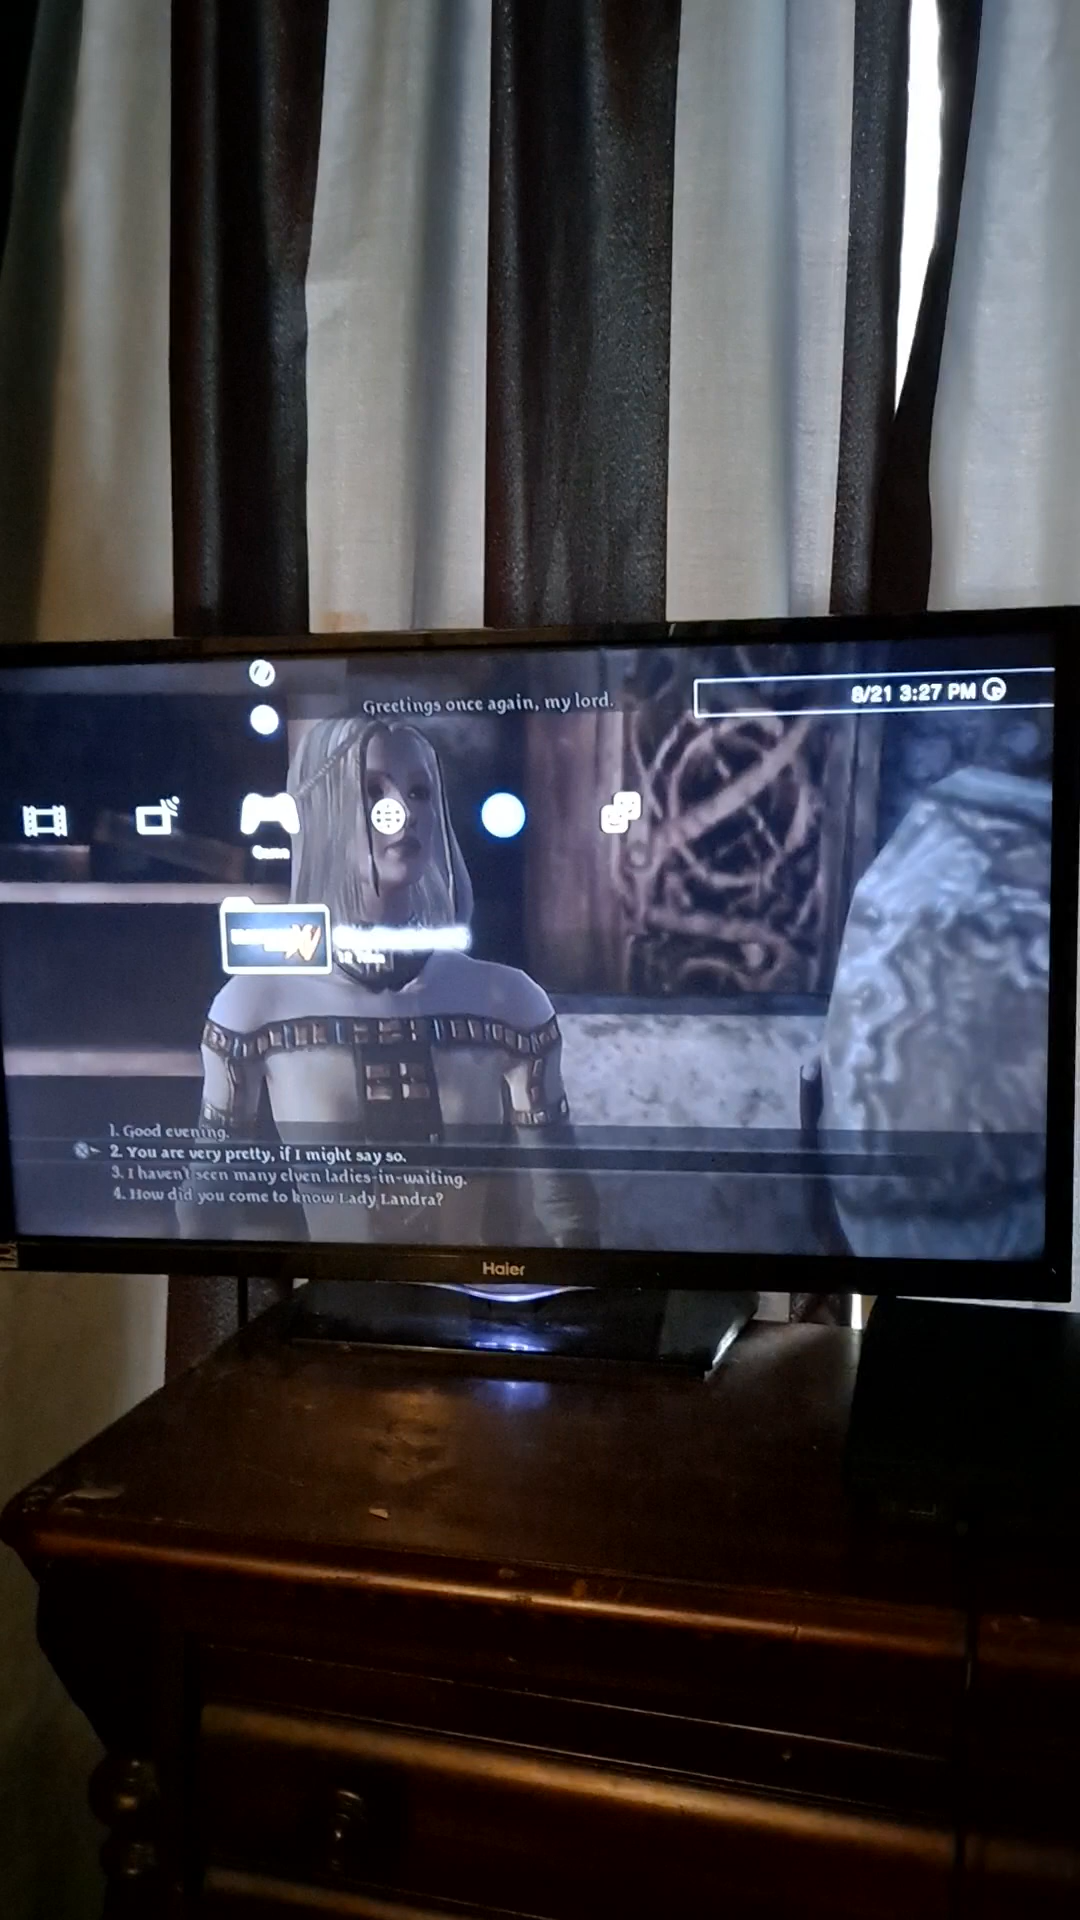 Greetings once again, my lord.
8/21 3:27 PM
Game
1. Good evening.
2. You are very pretty, if I might say so.
3. I haven't seen many elven ladies-in-waiting.
4. How did you come to know Lady Landra?
Haier